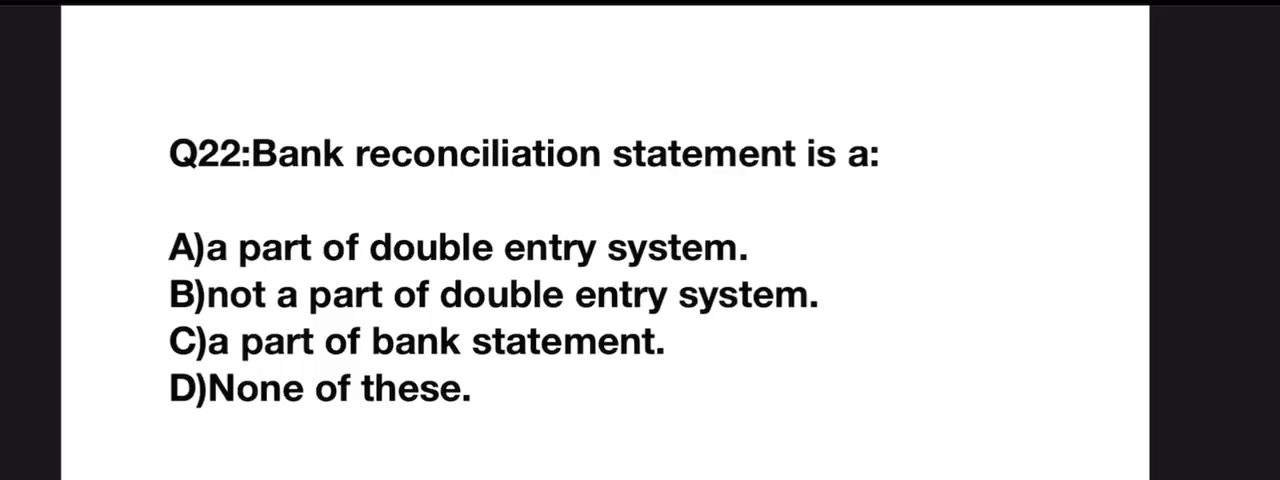 Q22:Bank reconciliation statement is a:
A)a part of double entry system.
B)not a part of double entry system.
C)a part of bank statement.
D)None of these.